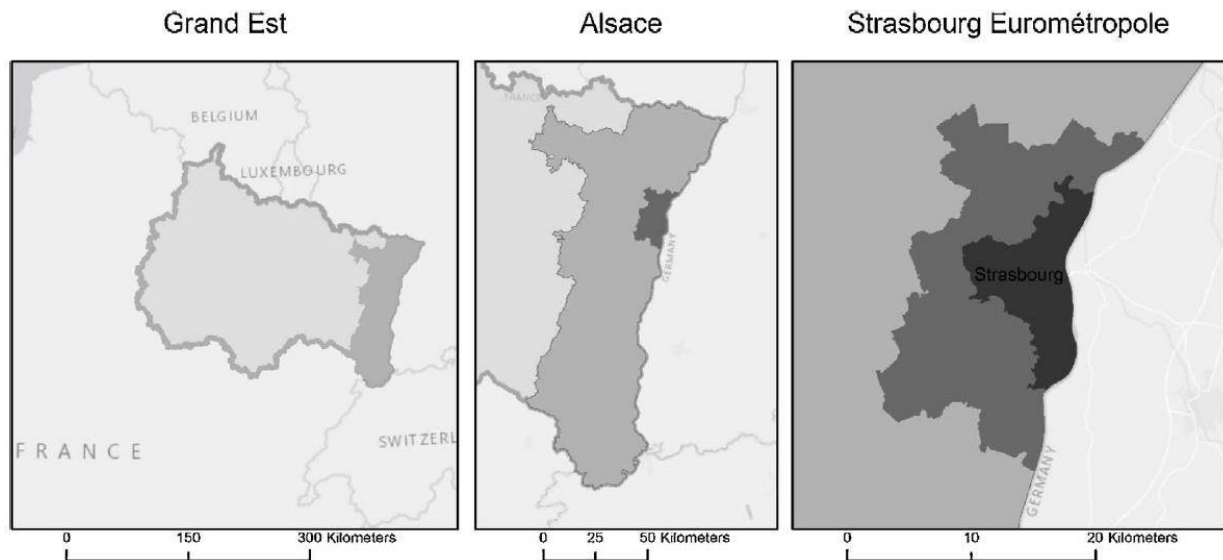 Grand Est
Alsace
Strasbourg Eurométropole
BELGIUM
LUXEMBOURG
FRANCE
SWITZERL
FRANCE
GERMANY
Strasbourg
GERMANY
0 150 300 Kilometers
0 25 50 Kilometers
0 10 20 Kilometers